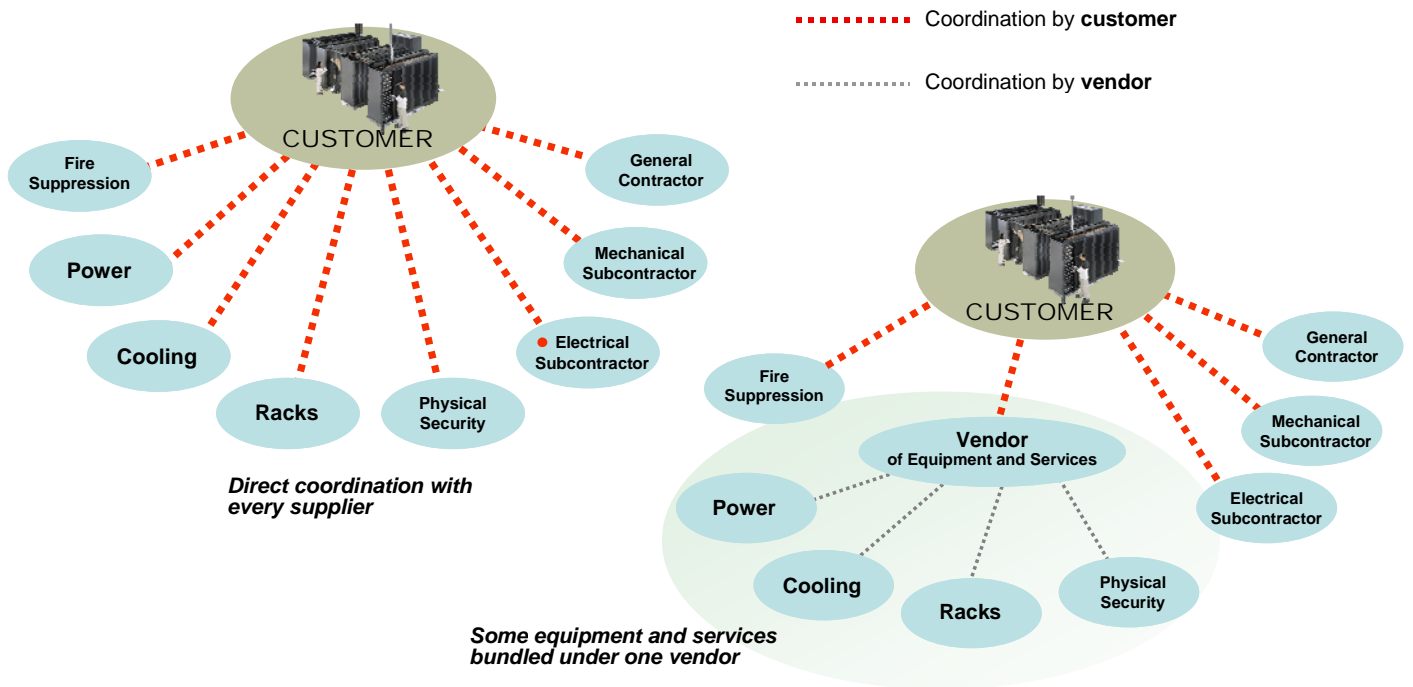 Coordination by customer
Coordination by vendor
CUSTOMER
Fire
Suppression
Power
Cooling
Racks
Physical
Security
Electrical
Subcontractor
Mechanical
Subcontractor
General
Contractor
Direct coordination with
every supplier
CUSTOMER
Fire
Suppression
Vendor
of Equipment and Services
Power
Cooling
Racks
Physical
Security
Electrical
Subcontractor
Mechanical
Subcontractor
General
Contractor
Some equipment and services
bundled under one vendor